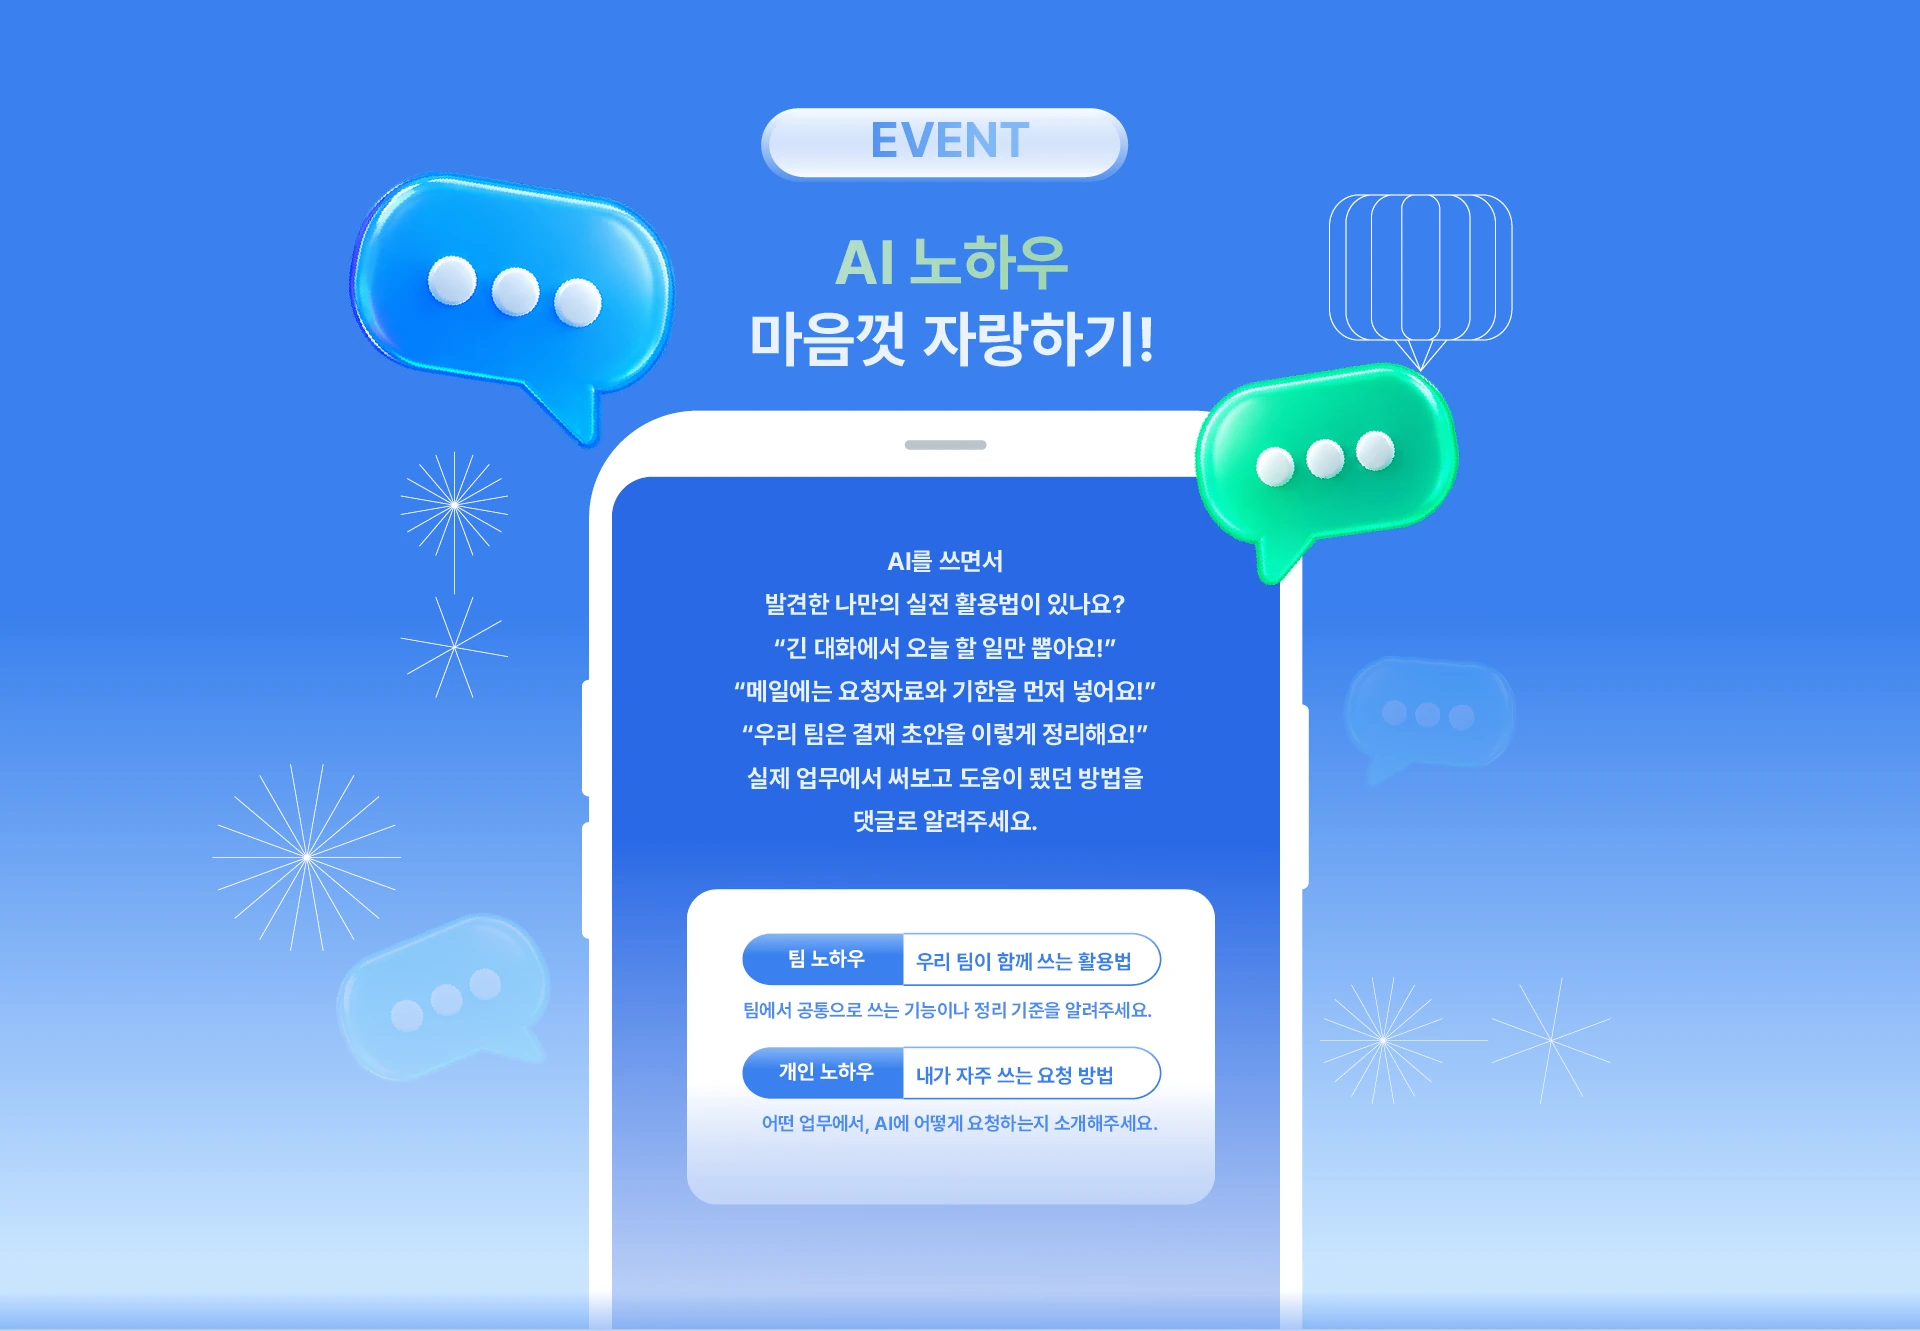 EVENT
AI 노하우
마음껏 자랑하기!
AI를 쓰면서
발견한 나만의 실전 활용법이 있나요?
“긴 대화에서 오늘 할 일만 뽑아요!”
“메일에는 요청자료와 기한을 먼저 넣어요!”
“우리 팀은 결재 초안을 이렇게 정리해요!”
실제 업무에서 써보고 도움이 됐던 방법을
댓글로 알려주세요.
팀 노하우 우리 팀이 함께 쓰는 활용법
팀에서 공통으로 쓰는 기능이나 정리 기준을 알려주세요.
개인 노하우 내가 자주 쓰는 요청 방법
어떤 업무에서, AI에 어떻게 요청하는지 소개해주세요.